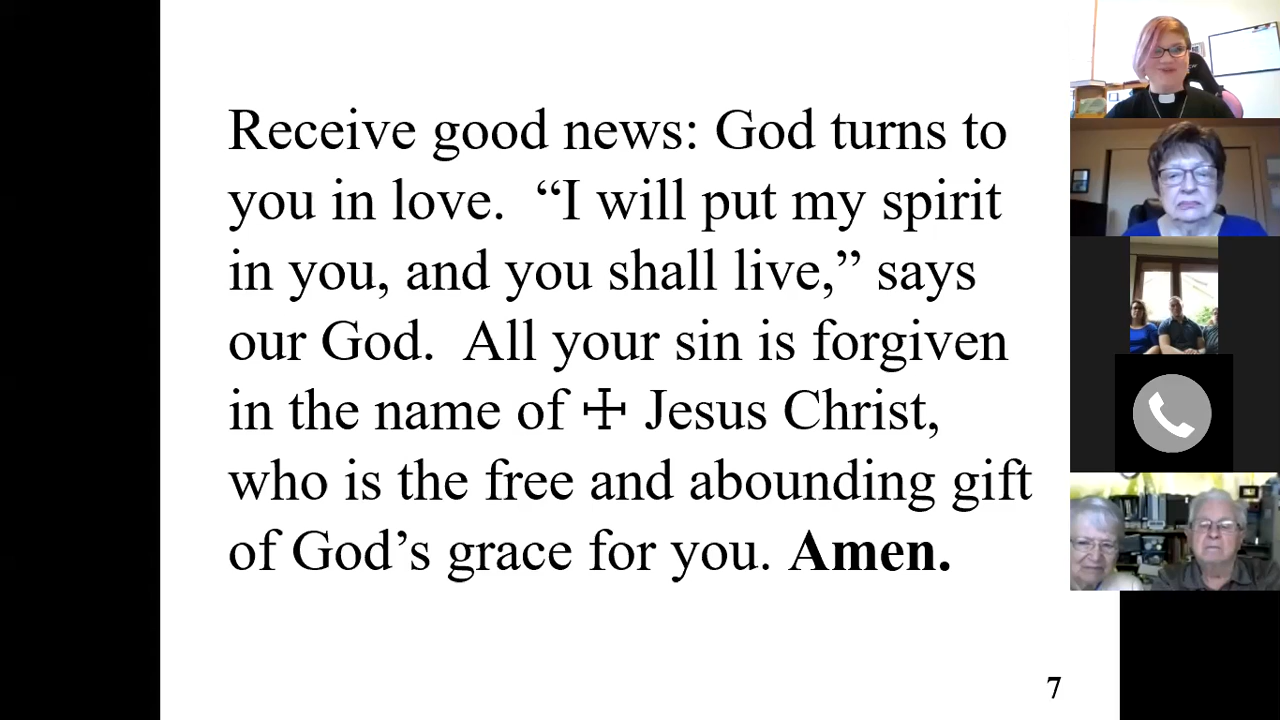 Receive good news: God turns to
you in love.  “I will put my spirit
in you, and you shall live,” says
our God.  All your sin is forgiven
in the name of ☩ Jesus Christ,
who is the free and abounding gift
of God’s grace for you. Amen.
7